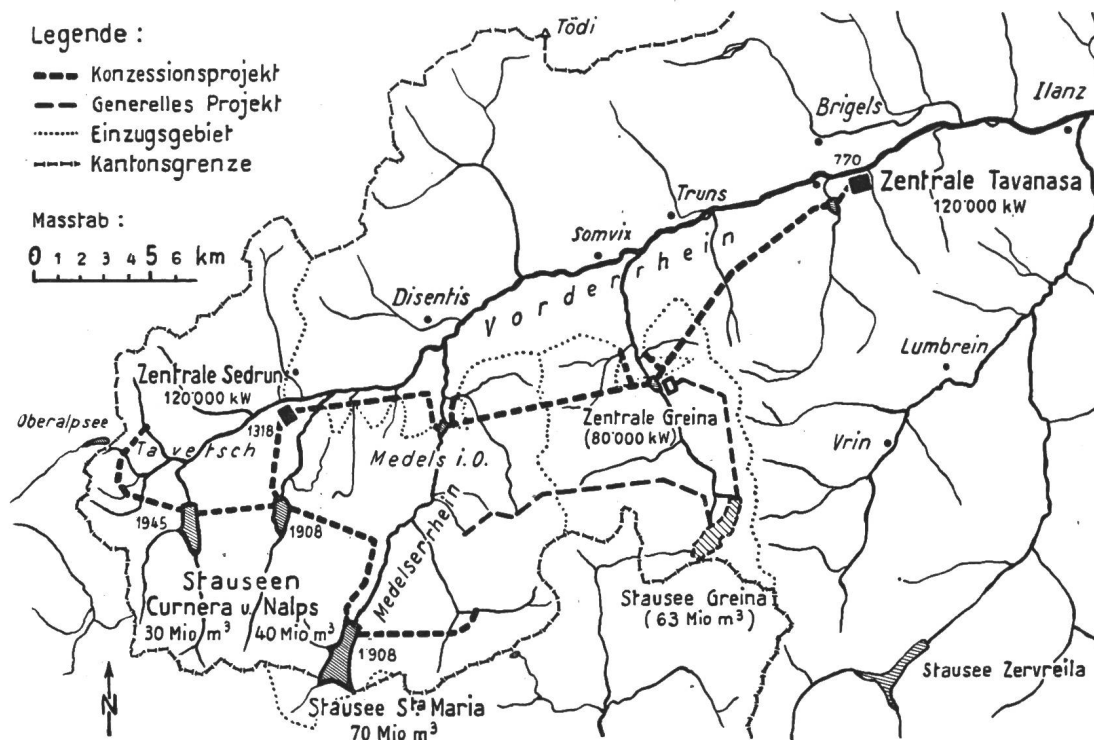 Legende :
Konzessionsprojekt
Generelles Projekt
Einzugsgebiet
Kantonsgrenze
Masstab :
0 1 2 3 4 5 6 km
Tödi
Brigels
Ilanz
770
Zentrale Tavanasa
120'000 kW
Truns
Somvix
Disentis
Vorderrhein
Lumbrein
Zentrale Sedrun
120'000 kW
1318
Oberalpsee
Tavetsch
Medels i.O.
Zentrale Greina
(80'000 kW)
Vrin
1945
1908
Medelserrhein
Stauseen
Curnera u. Nalps
30 Mio m³ 40 Mio m³
Stausee Greina
(63 Mio m³)
1'908
Stausee Zervreila
Stausee Sta Maria
70 Mio m³
N